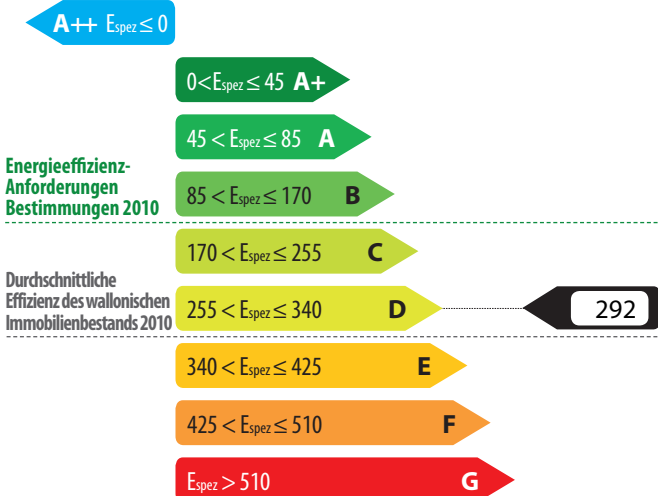 A++ Espez ≤ 0
0<Espez ≤ 45 A+
45 < Espez ≤ 85 A
Energieeffizienz-
Anforderungen
Bestimmungen 2010
85 < Espez ≤ 170 B
170 < Espez ≤ 255 C
Durchschnittliche
Effizienz des wallonischen
Immobilienbestands 2010
255 < Espez ≤ 340 D
292
340 < Espez ≤ 425 E
425 < Espez ≤ 510 F
Espez > 510 G